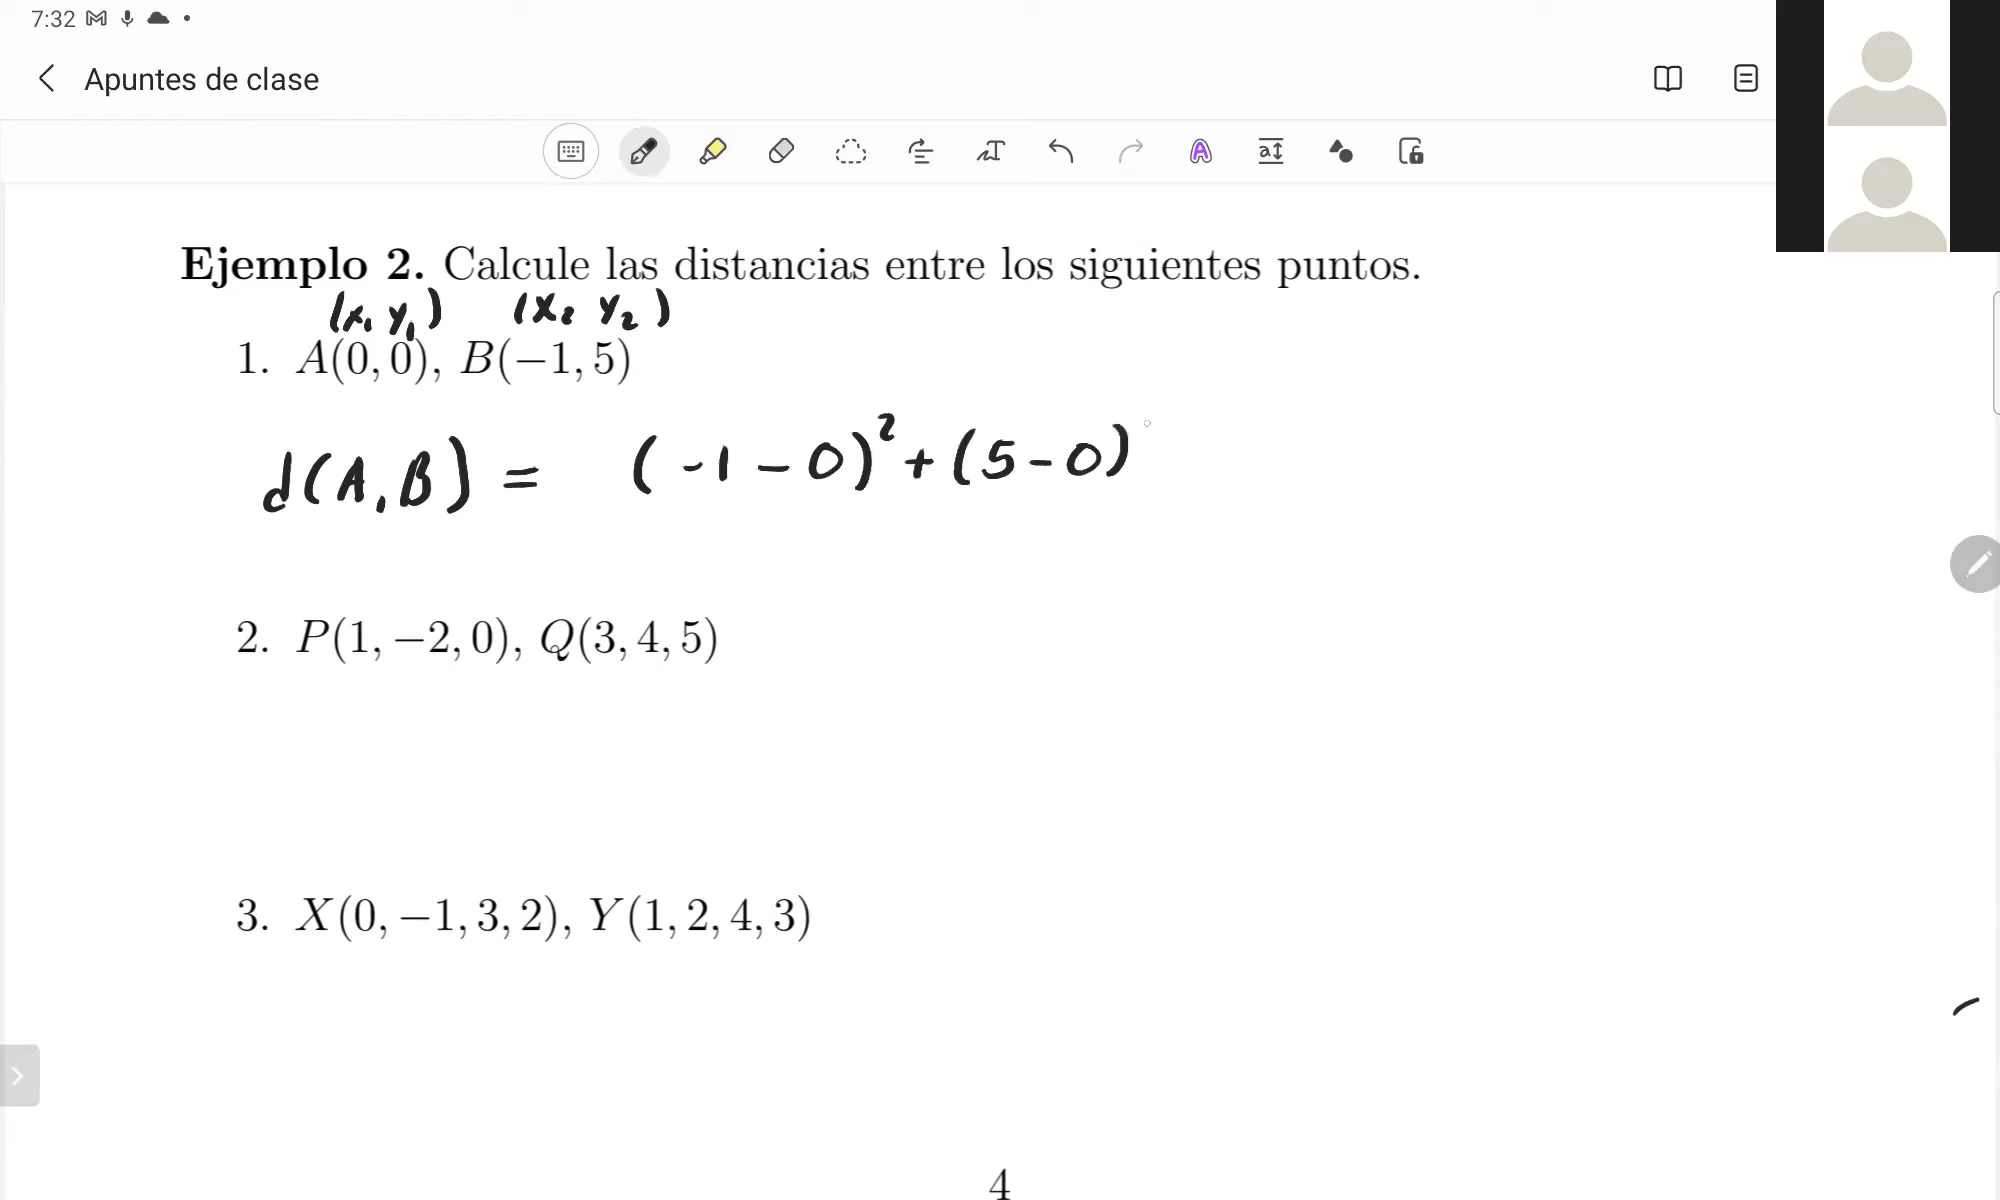 7:32
Apuntes de clase
Ejemplo 2. Calcule las distancias entre los siguientes puntos.
(x₁ y₁) (x₂ y₂)
1. A(0, 0), B(−1, 5)
d(A,B) = (-1 - 0)² + (5 - 0)
2. P(1, −2, 0), Q(3, 4, 5)
3. X(0, −1, 3, 2), Y(1, 2, 4, 3)
4